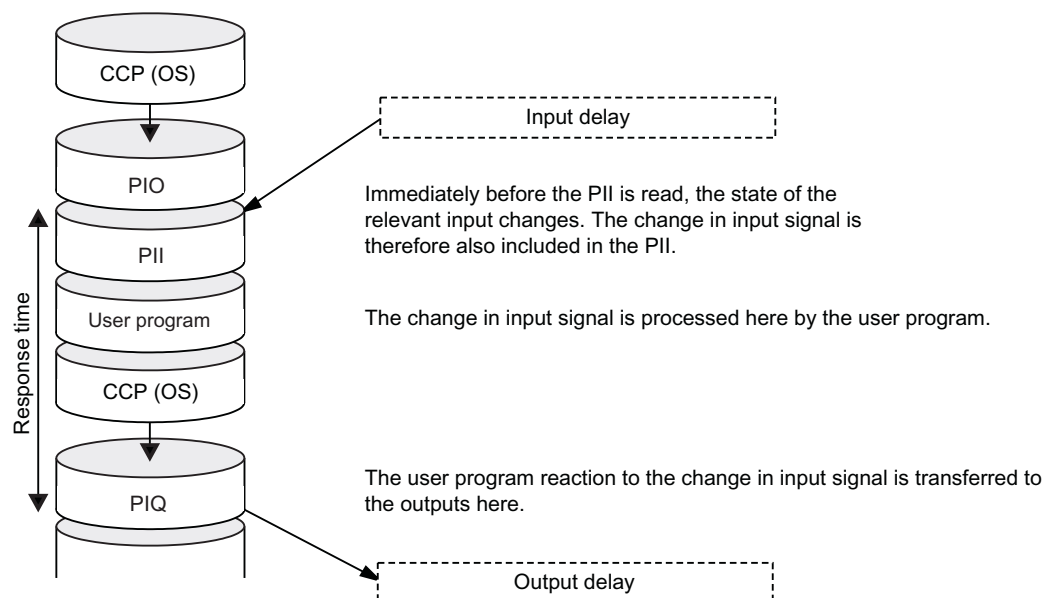 CCP (OS)
Input delay
PIO
Immediately before the PII is read, the state of the
relevant input changes. The change in input signal is
therefore also included in the PII.
PII
Response time
User program
The change in input signal is processed here by the user program.
CCP (OS)
The user program reaction to the change in input signal is transferred to
the outputs here.
PIQ
Output delay